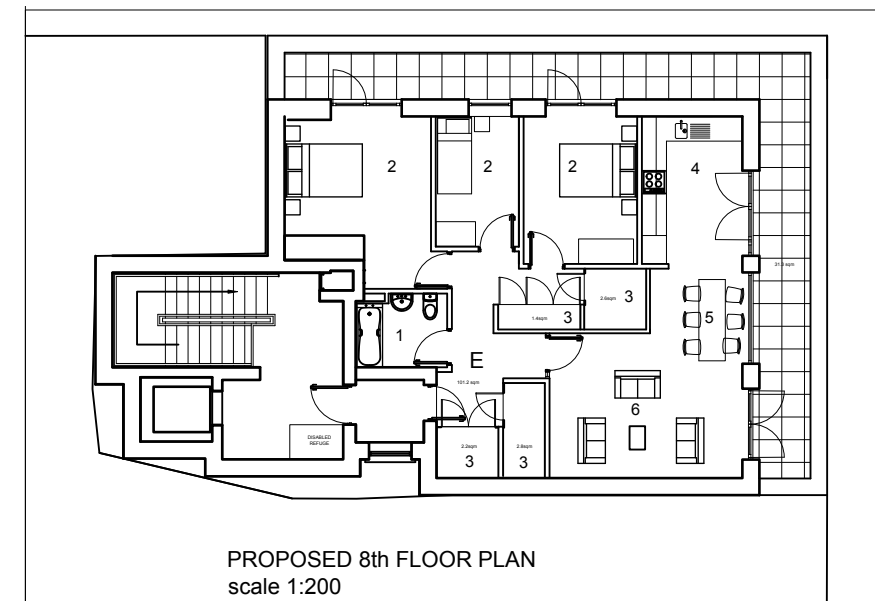 2
2
2
4
31.3 sqm
2.6sqm
3
1.4sqm
3
5
1
E
101.2 sqm
6
DISABLED
REFUGE
2.2sqm
3
2.8sqm
3
PROPOSED 8th FLOOR PLAN
scale 1:200